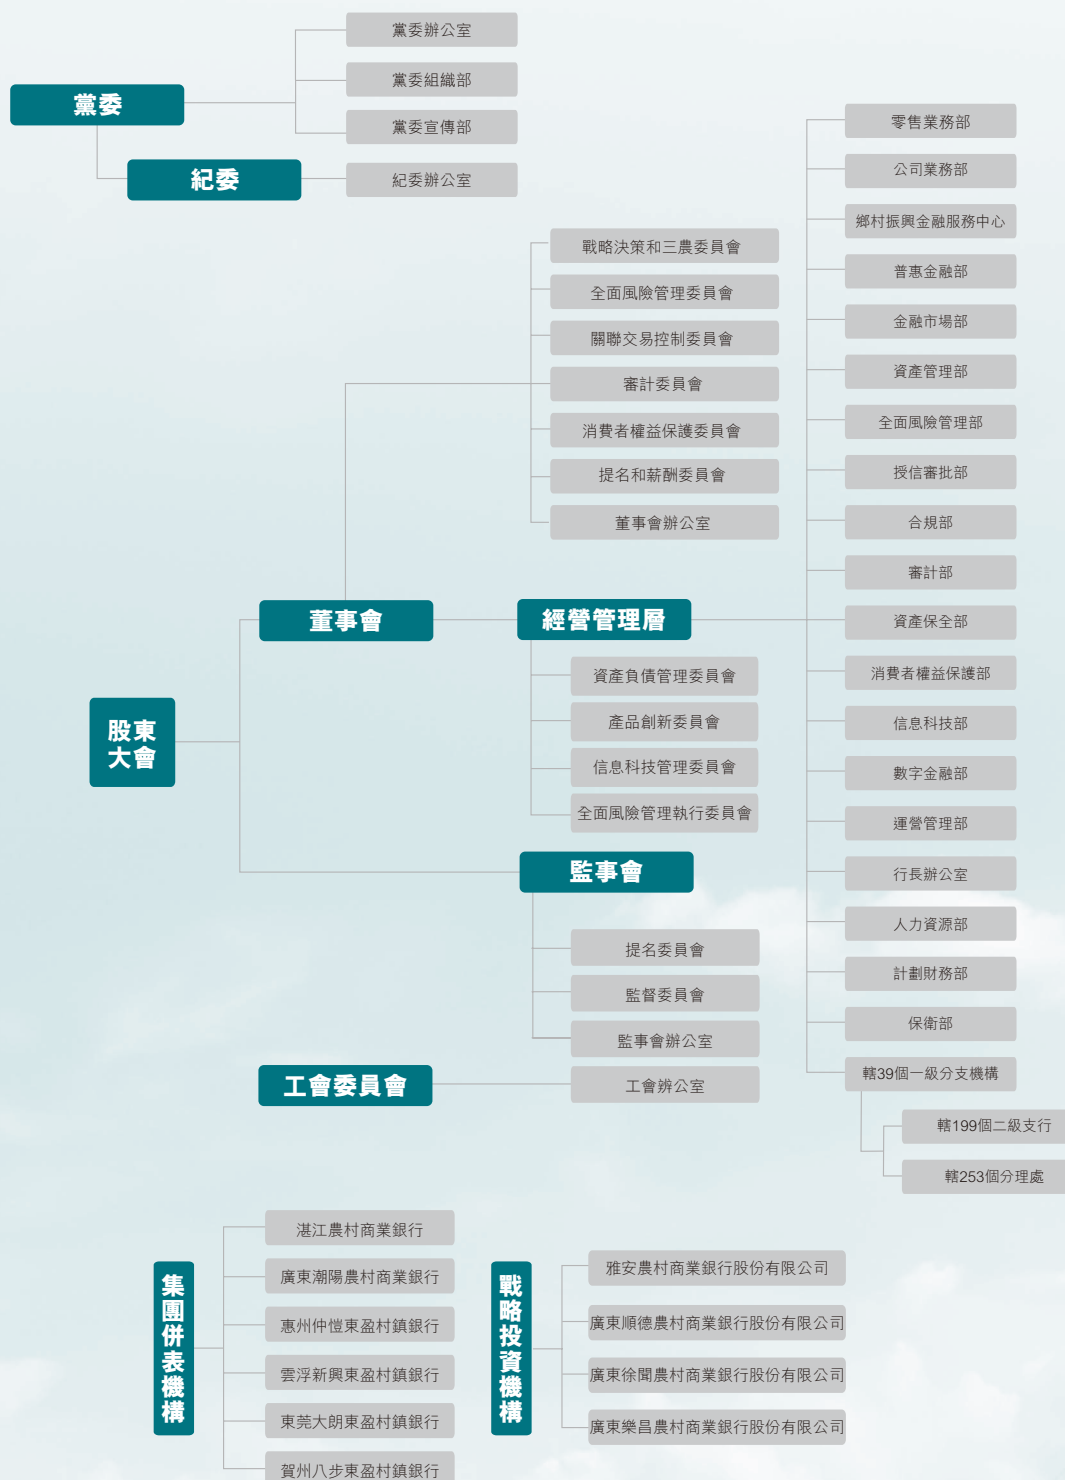 黨委
黨委辦公室
黨委組織部
黨委宣傳部
紀委
紀委辦公室
股東
大會
董事會
戰略決策和三農委員會
全面風險管理委員會
關聯交易控制委員會
審計委員會
消費者權益保護委員會
提名和薪酬委員會
董事會辦公室
經營管理層
資產負債管理委員會
產品創新委員會
信息科技管理委員會
全面風險管理執行委員會
零售業務部
公司業務部
鄉村振興金融服務中心
普惠金融部
金融市場部
資產管理部
全面風險管理部
授信審批部
合規部
審計部
資產保全部
消費者權益保護部
信息科技部
數字金融部
運營管理部
行長辦公室
人力資源部
計劃財務部
保衛部
轄39個一級分支機構
轄199個二級支行
轄253個分理處
監事會
提名委員會
監督委員會
監事會辦公室
工會委員會
工會辦公室
集團併表機構
湛江農村商業銀行
廣東潮陽農村商業銀行
惠州仲愷東盈村鎮銀行
雲浮新興東盈村鎮銀行
東莞大朗東盈村鎮銀行
賀州八步東盈村鎮銀行
戰略投資機構
雅安農村商業銀行股份有限公司
廣東順德農村商業銀行股份有限公司
廣東徐聞農村商業銀行股份有限公司
廣東樂昌農村商業銀行股份有限公司